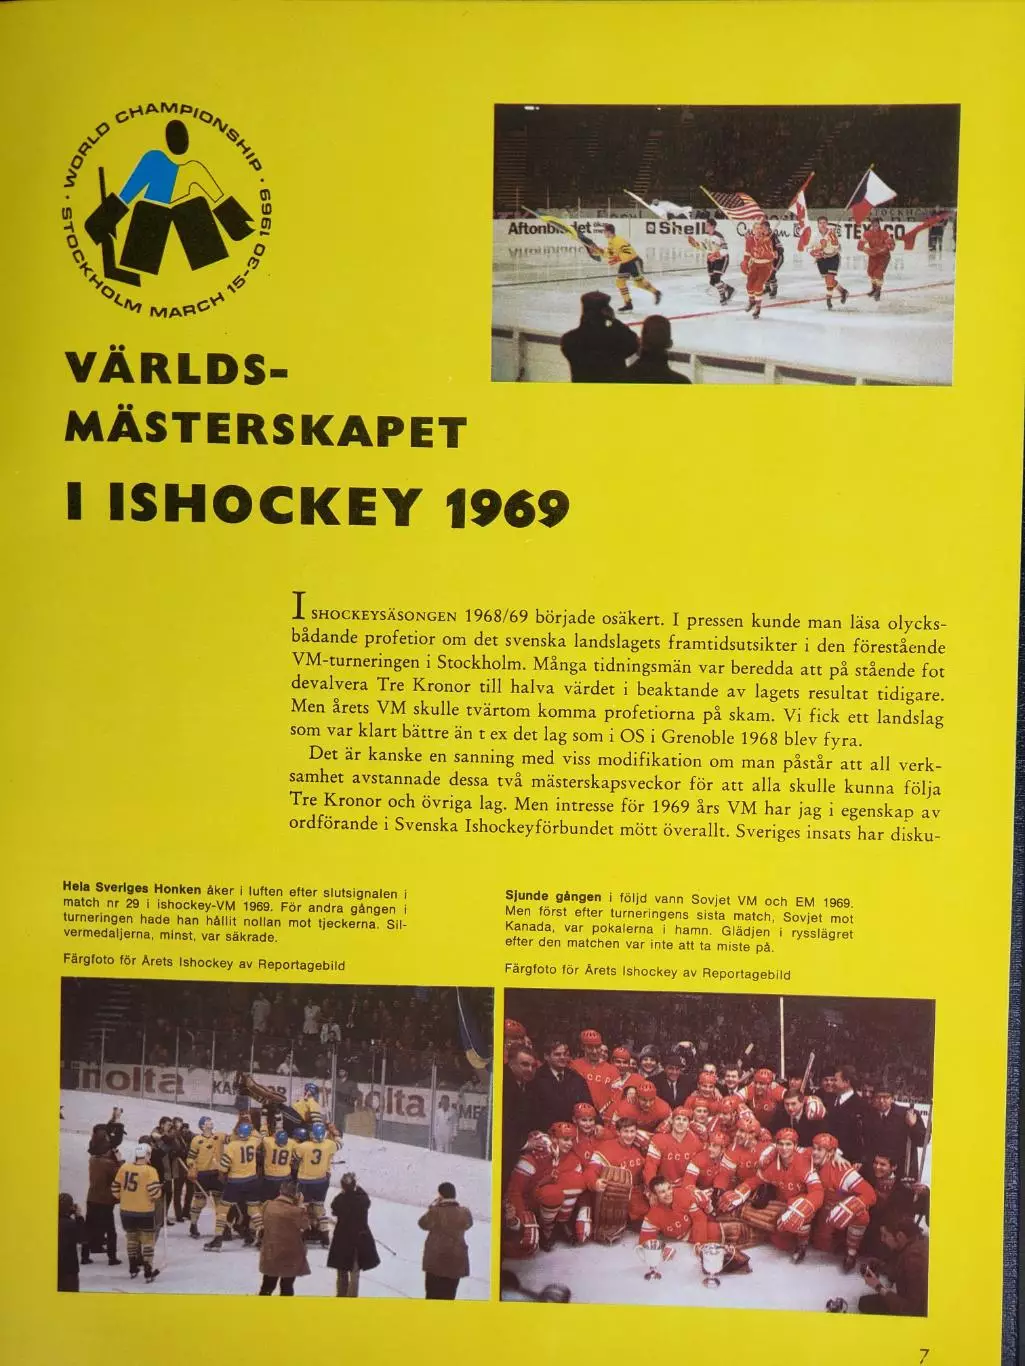 WORLD CHAMPIONSHIP · 1969
STOCKHOLM MARCH 15-30
Aftonbladet
Shell
TEXACO
VÄRLDS-
MÄSTERSKAPET
I ISHOCKEY 1969
ISHOCKEYSÄSONGEN 1968/69 började osäkert. I pressen kunde man läsa olycks-
bådande profetior om det svenska landslagets framtidsutsikter i den förestående
VM-turneringen i Stockholm. Många tidningsmän var beredda att på stående fot
devalvera Tre Kronor till halva värdet i beaktande av lagets resultat tidigare.
Men årets VM skulle tvärtom komma profetiorna på skam. Vi fick ett landslag
som var klart bättre än t ex det lag som i OS i Grenoble 1968 blev fyra.
Det är kanske en sanning med viss modifikation om man påstår att all verk-
samhet avstannade dessa två mästerskapsveckor för att alla skulle kunna följa
Tre Kronor och övriga lag. Men intresse för 1969 års VM har jag i egenskap av
ordförande i Svenska Ishockeyförbundet mött överallt. Sveriges insats har disku-
Hela Sveriges Honken åker i luften efter slutsignalen i
match nr 29 i ishockey-VM 1969. För andra gången i
turneringen hade han hållit nollan mot tjeckerna. Sil-
vermedaljerna, minst, var säkrade.
Färgfoto för Årets Ishockey av Reportagebild
Sjunde gången i följd vann Sovjet VM och EM 1969.
Men först efter turneringens sista match, Sovjet mot
Kanada, var pokalerna i hamn. Glädjen i rysslägret
efter den matchen var inte att ta miste på.
Färgfoto för Årets Ishockey av Reportagebild
nolta
nolta
15
16
18
3
CCCP
7